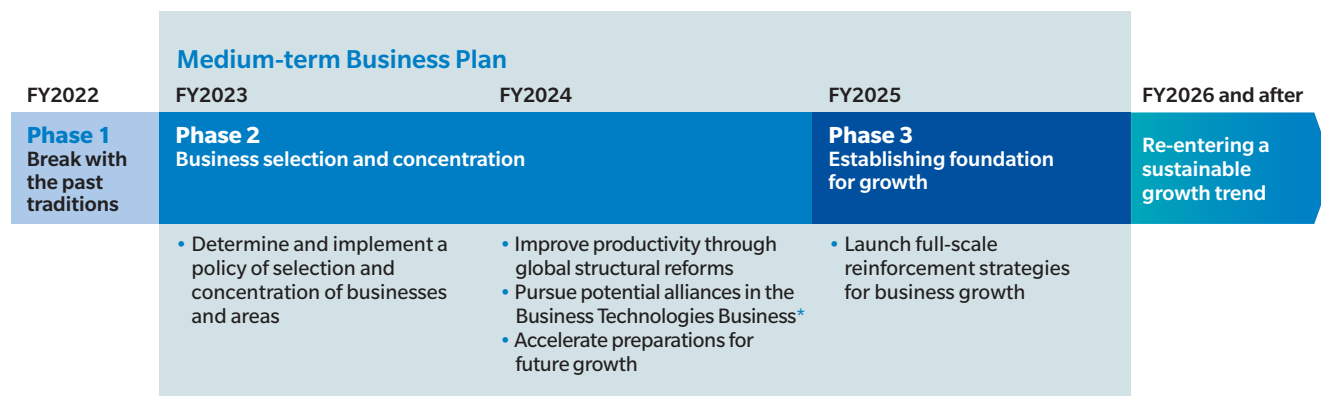 Medium-term Business Plan
FY2022
FY2023
FY2024
FY2025
FY2026 and after
Phase 1
Break with
the past
traditions
Phase 2
Business selection and concentration
Phase 3
Establishing foundation
for growth
Re-entering a
sustainable
growth trend
• Determine and implement a
policy of selection and
concentration of businesses
and areas
• Improve productivity through
global structural reforms
• Pursue potential alliances in the
Business Technologies Business*
• Accelerate preparations for
future growth
• Launch full-scale
reinforcement strategies
for business growth